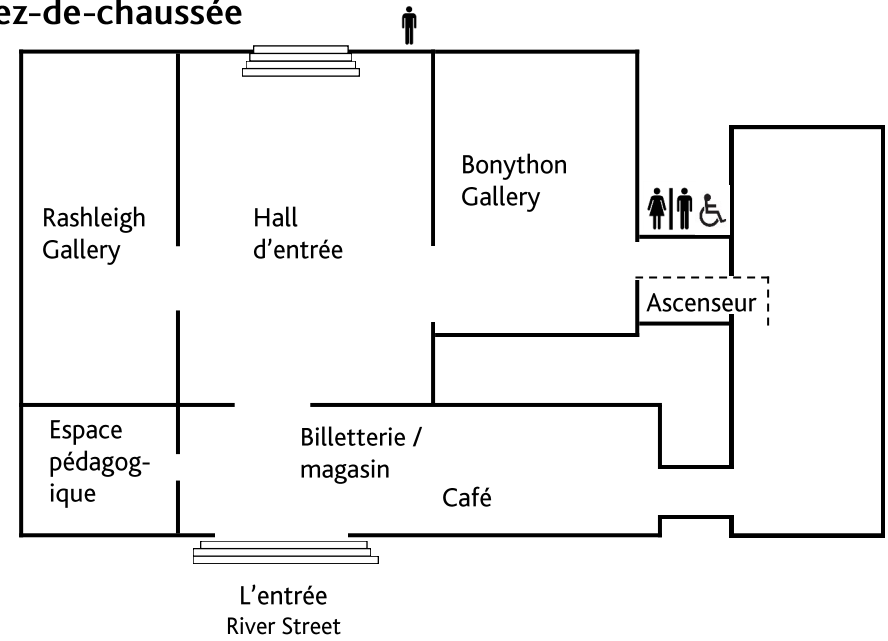 ez-de-chaussée
Bonython
Gallery
Rashleigh
Gallery
Hall
d'entrée
Ascenseur
Espace
pédagog-
ique
Billetterie /
magasin
Café
L'entrée
River Street